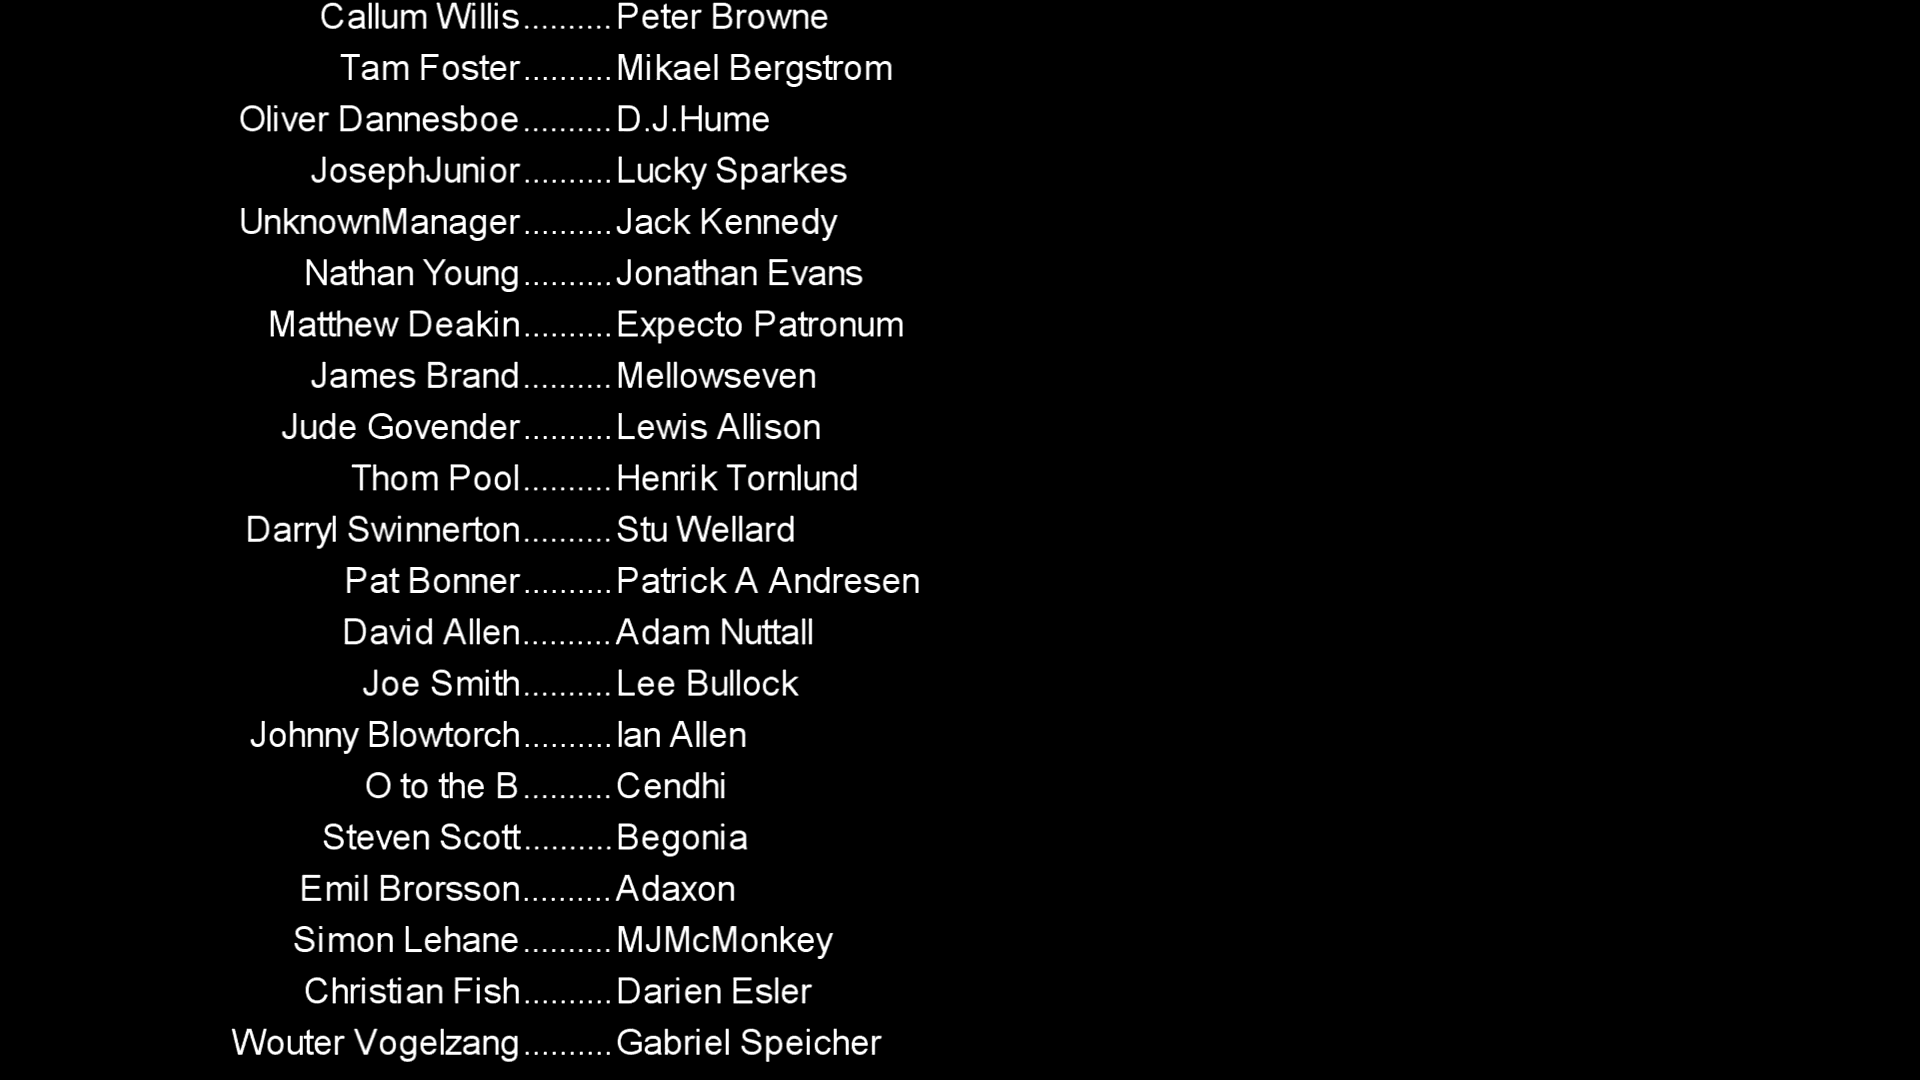 Callum Willis..........Peter Browne
Tam Foster..........Mikael Bergstrom
Oliver Dannesboe..........D.J.Hume
JosephJunior..........Lucky Sparkes
UnknownManager..........Jack Kennedy
Nathan Young..........Jonathan Evans
Matthew Deakin..........Expecto Patronum
James Brand..........Mellowseven
Jude Govender..........Lewis Allison
Thom Pool..........Henrik Tornlund
Darryl Swinnerton..........Stu Wellard
Pat Bonner..........Patrick A Andresen
David Allen..........Adam Nuttall
Joe Smith..........Lee Bullock
Johnny Blowtorch..........Ian Allen
O to the B..........Cendhi
Steven Scott..........Begonia
Emil Brorsson..........Adaxon
Simon Lehane..........MJMcMonkey
Christian Fish..........Darien Esler
Wouter Vogelzang..........Gabriel Speicher